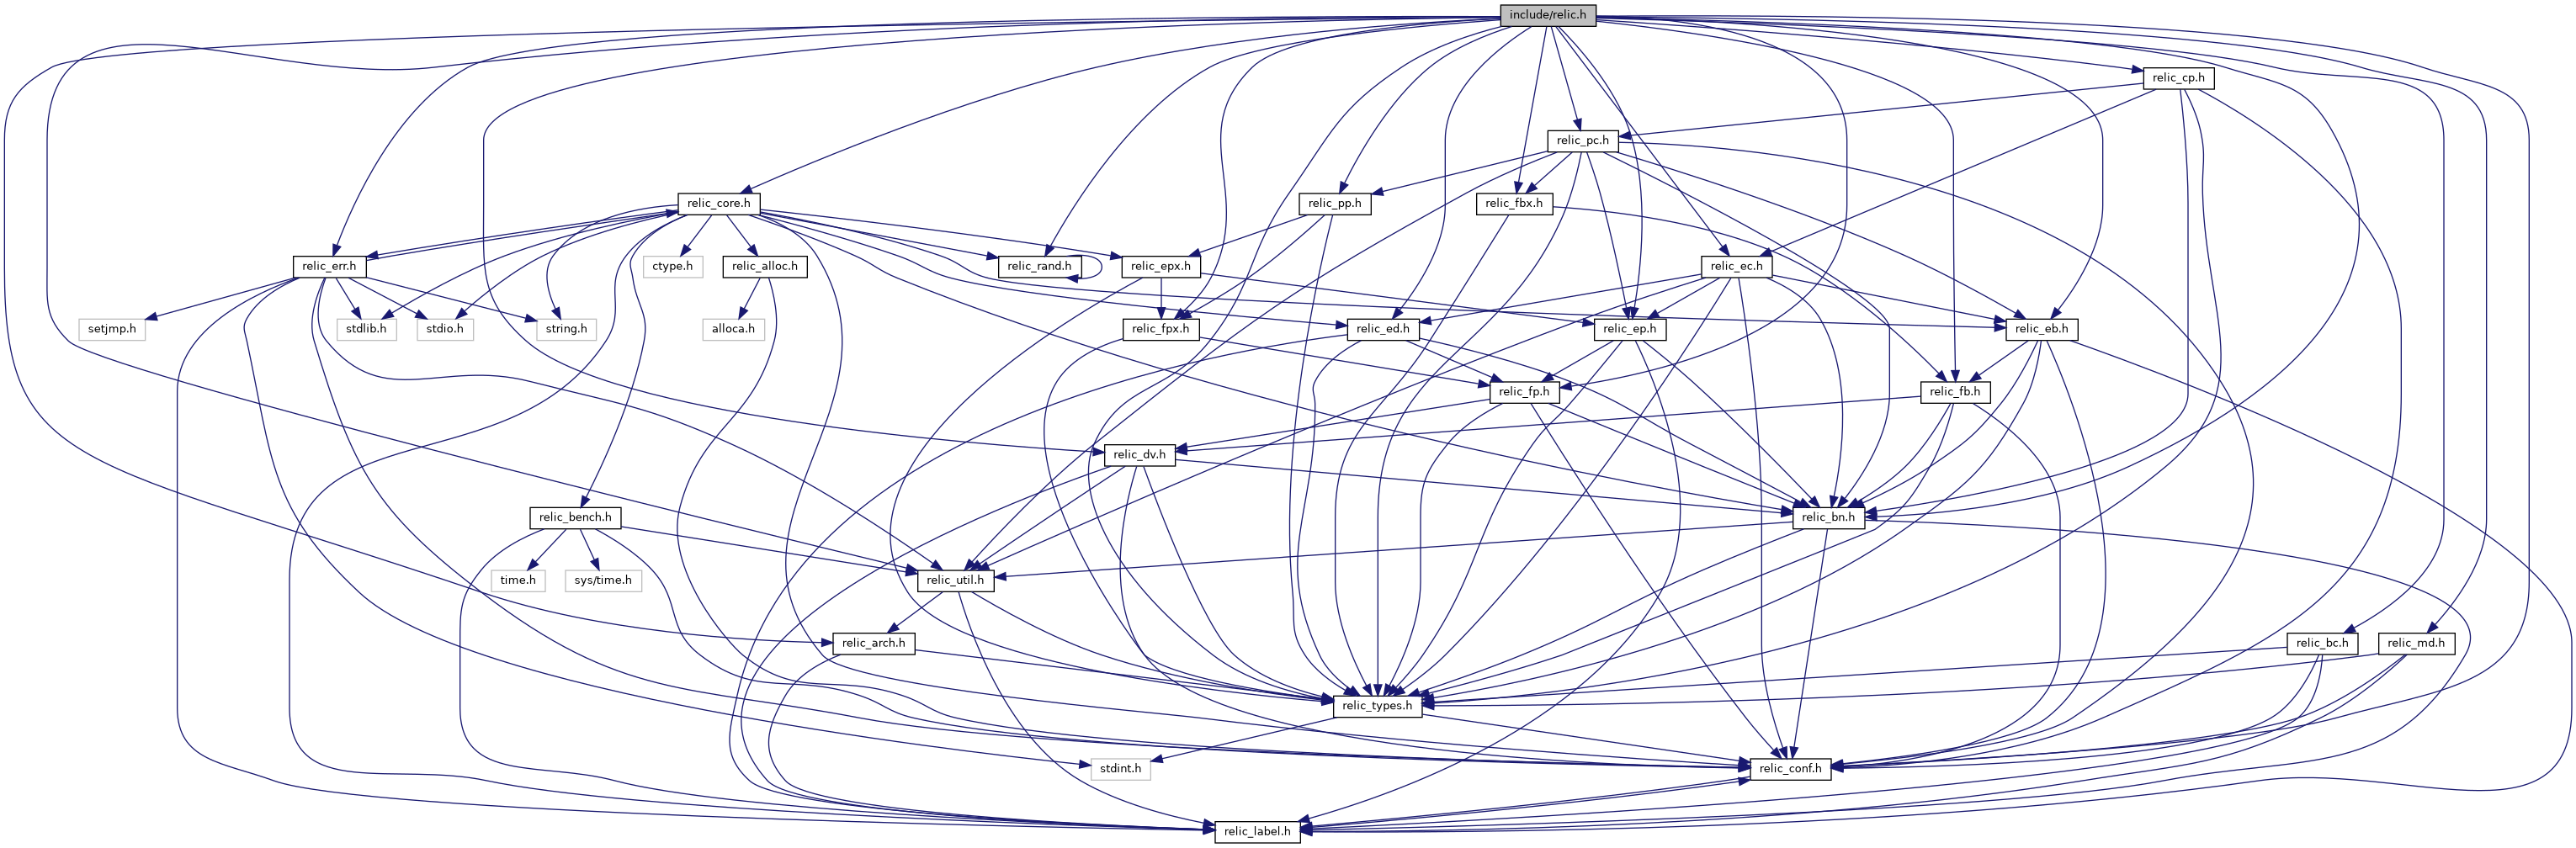 include/relic.h
relic_cp.h
relic_pc.h
relic_core.h
relic_pp.h
relic_fbx.h
relic_err.h
ctype.h
relic_alloc.h
relic_rand.h
relic_epx.h
relic_ec.h
setjmp.h
stdlib.h
stdio.h
string.h
alloca.h
relic_fpx.h
relic_ed.h
relic_ep.h
relic_eb.h
relic_fp.h
relic_fb.h
relic_dv.h
relic_bench.h
relic_bn.h
time.h
sys/time.h
relic_util.h
relic_arch.h
relic_bc.h
relic_md.h
relic_types.h
stdint.h
relic_conf.h
relic_label.h